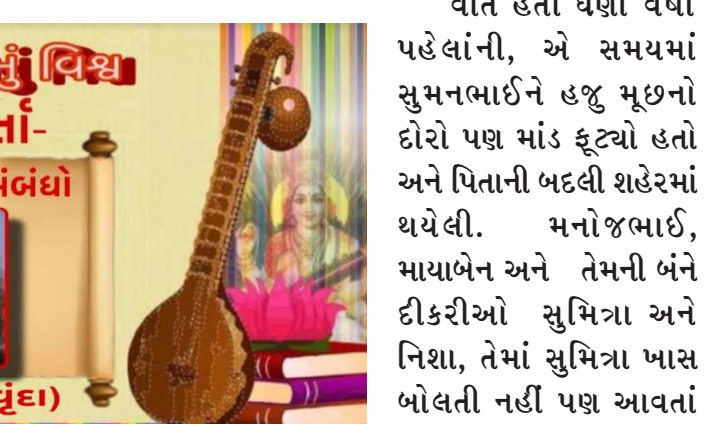 નું વિશ્વ
ર્તા-
સંબંધો
વૃંદા)
વાત હતી ઘણાં વર્ષો
પહેલાંની, એ સમયમાં
સુમનભાઈને હજુ મૂછનો
દોરો પણ માંડ ફૂટ્યો હતો
અને પિતાની બદલી શહેરમાં
થયેલી. મનોજભાઈ,
માયાબેન અને તેમની બંને
દીકરીઓ સુમિત્રા અને
નિશા, તેમાં સુમિત્રા ખાસ
બોલતી નહીં પણ આવતાં